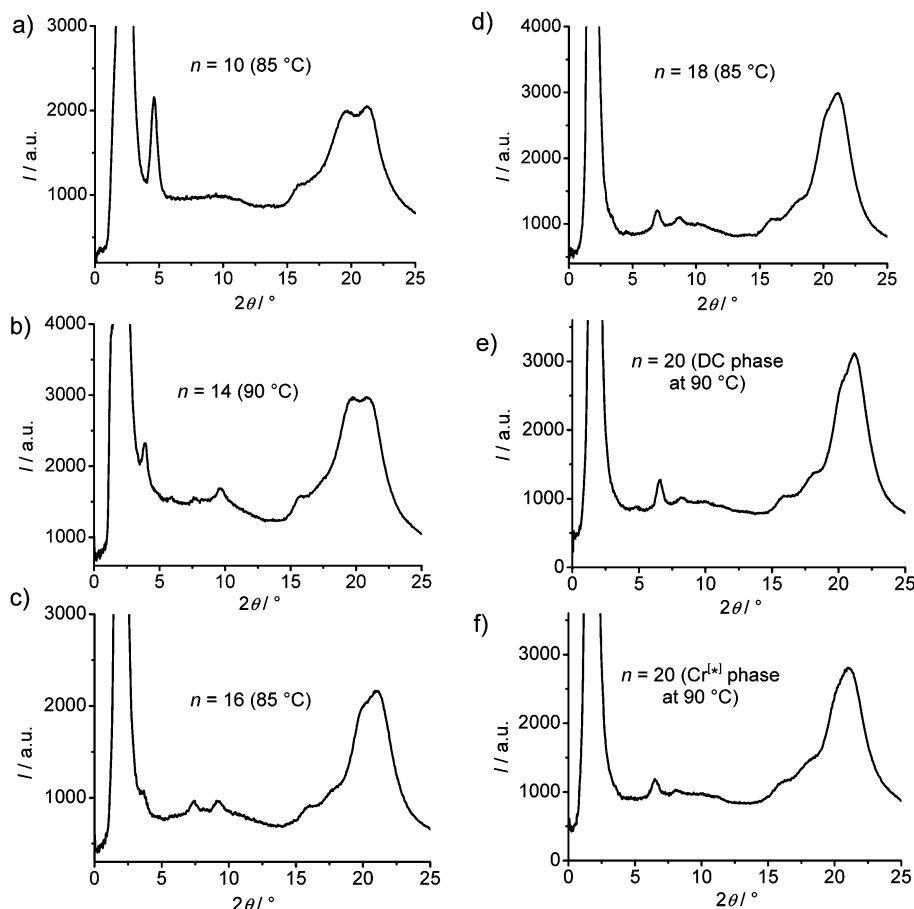 a)
n = 10 (85 °C)
3000
2000
1000
I / a.u.
0 5 10 15 20 25
2θ/ °
b)
n = 14 (90 °C)
4000
3000
2000
1000
I / a.u.
0 5 10 15 20 25
2θ/ °
c)
n = 16 (85 °C)
3000
2000
1000
I / a.u.
0 5 10 15 20 25
2θ/ °
d)
n = 18 (85 °C)
4000
3000
2000
1000
I / a.u.
0 5 10 15 20 25
2θ/ °
e)
n = 20 (DC phase
at 90 °C)
3000
2000
1000
0
I / a.u.
0 5 10 15 20 25
2θ/ °
f)
n = 20 (Cr[*] phase
at 90 °C)
3000
2000
1000
0
I / a.u.
0 5 10 15 20 25
2θ/ °